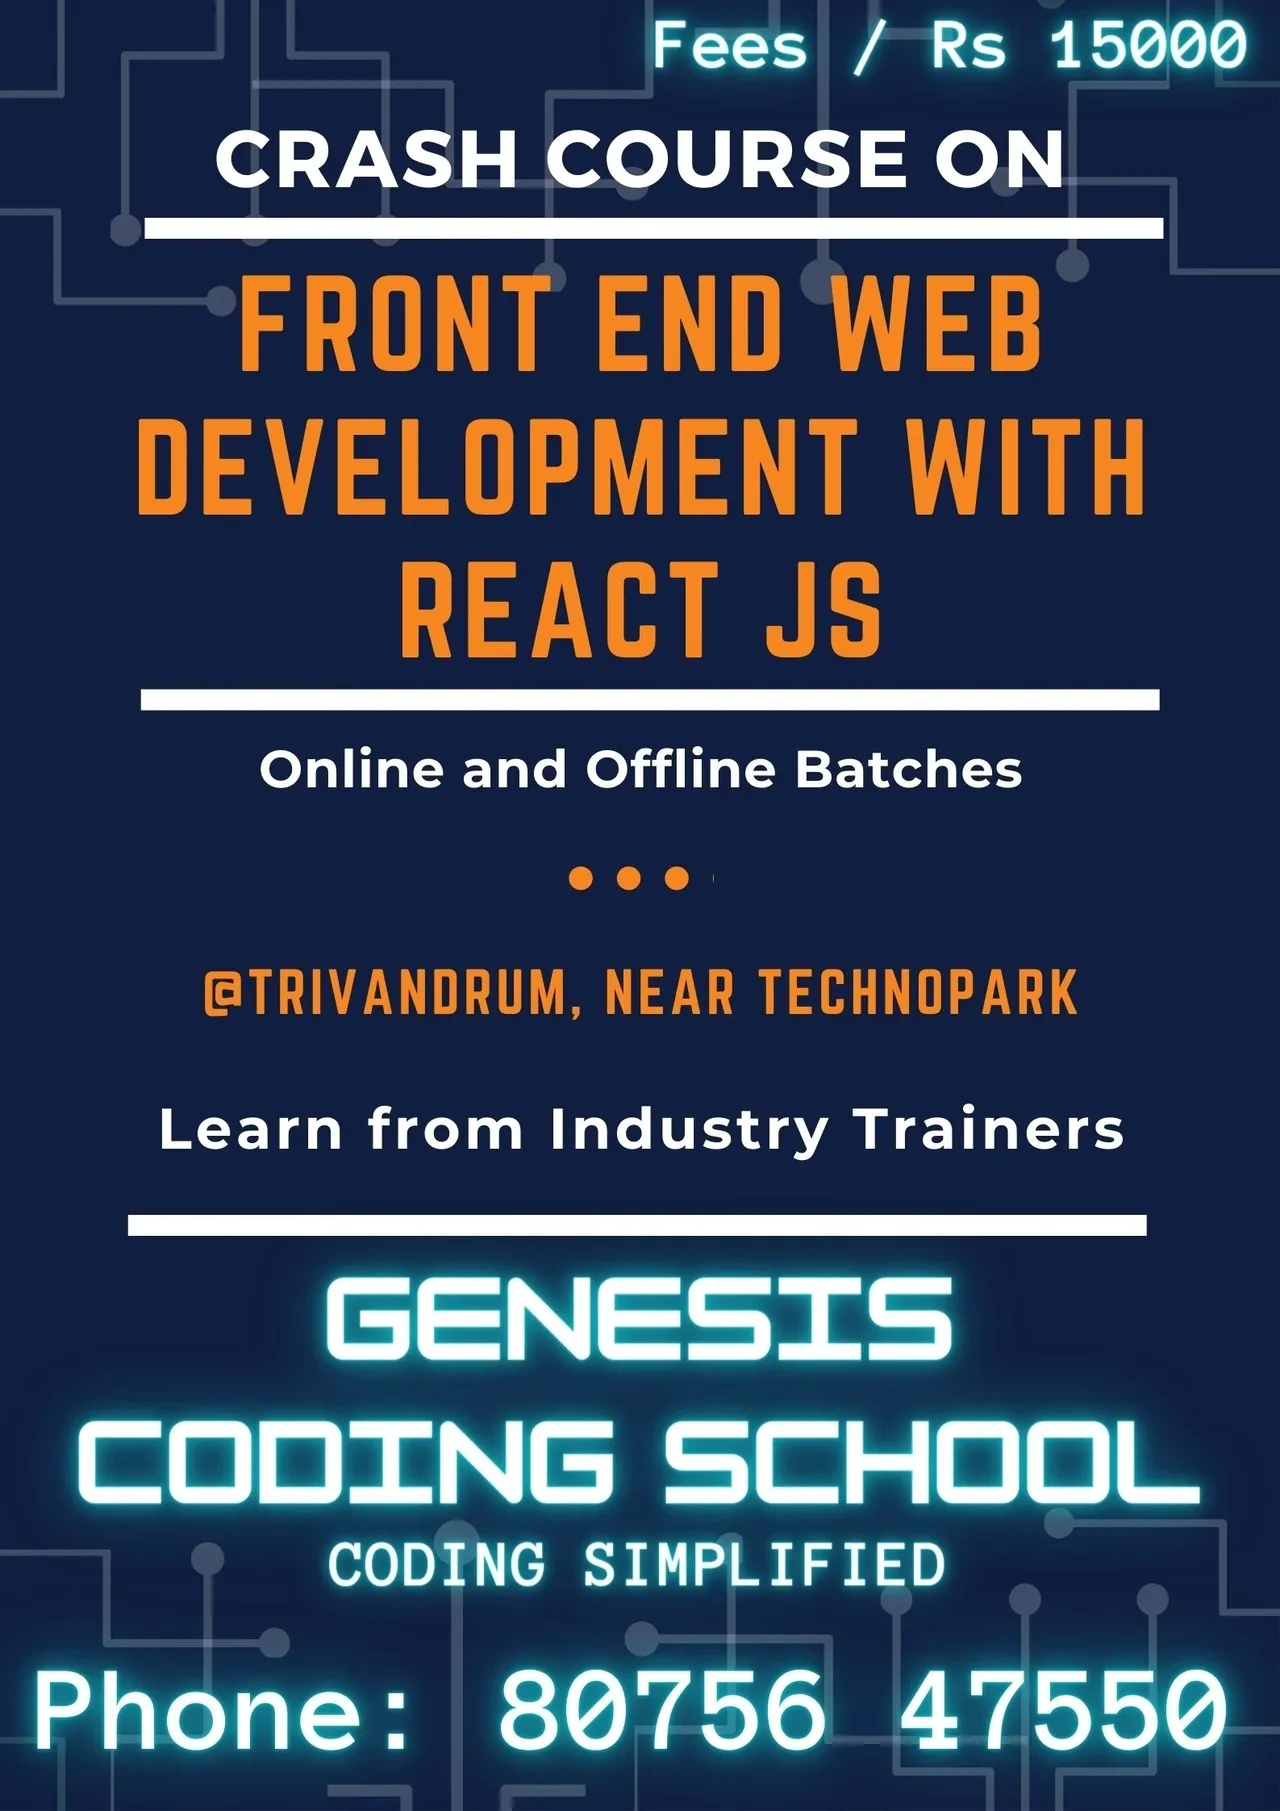 Fees / Rs 15000
CRASH COURSE ON
FRONT END WEB
DEVELOPMENT WITH
REACT JS
Online and Offline Batches
@TRIVANDRUM, NEAR TECHNOPARK
Learn from Industry Trainers
GENESIS
CODING SCHOOL
CODING SIMPLIFIED
Phone: 80756 47550